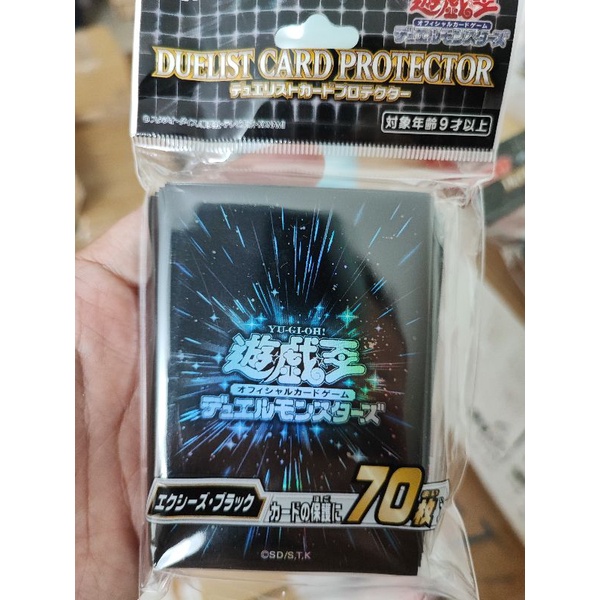 遊戯王
オフィシャルカードゲーム
デュエルモンスターズ
DUELIST CARD PROTECTOR
デュエリストカードプロテクター
対象年齢9才以上
YU-GI-OH!
遊戯王
オフィシャルカードゲーム
デュエルモンスターズ
エクシーズ・ブラック
カードの保護に70枚
©SD/S,T,K